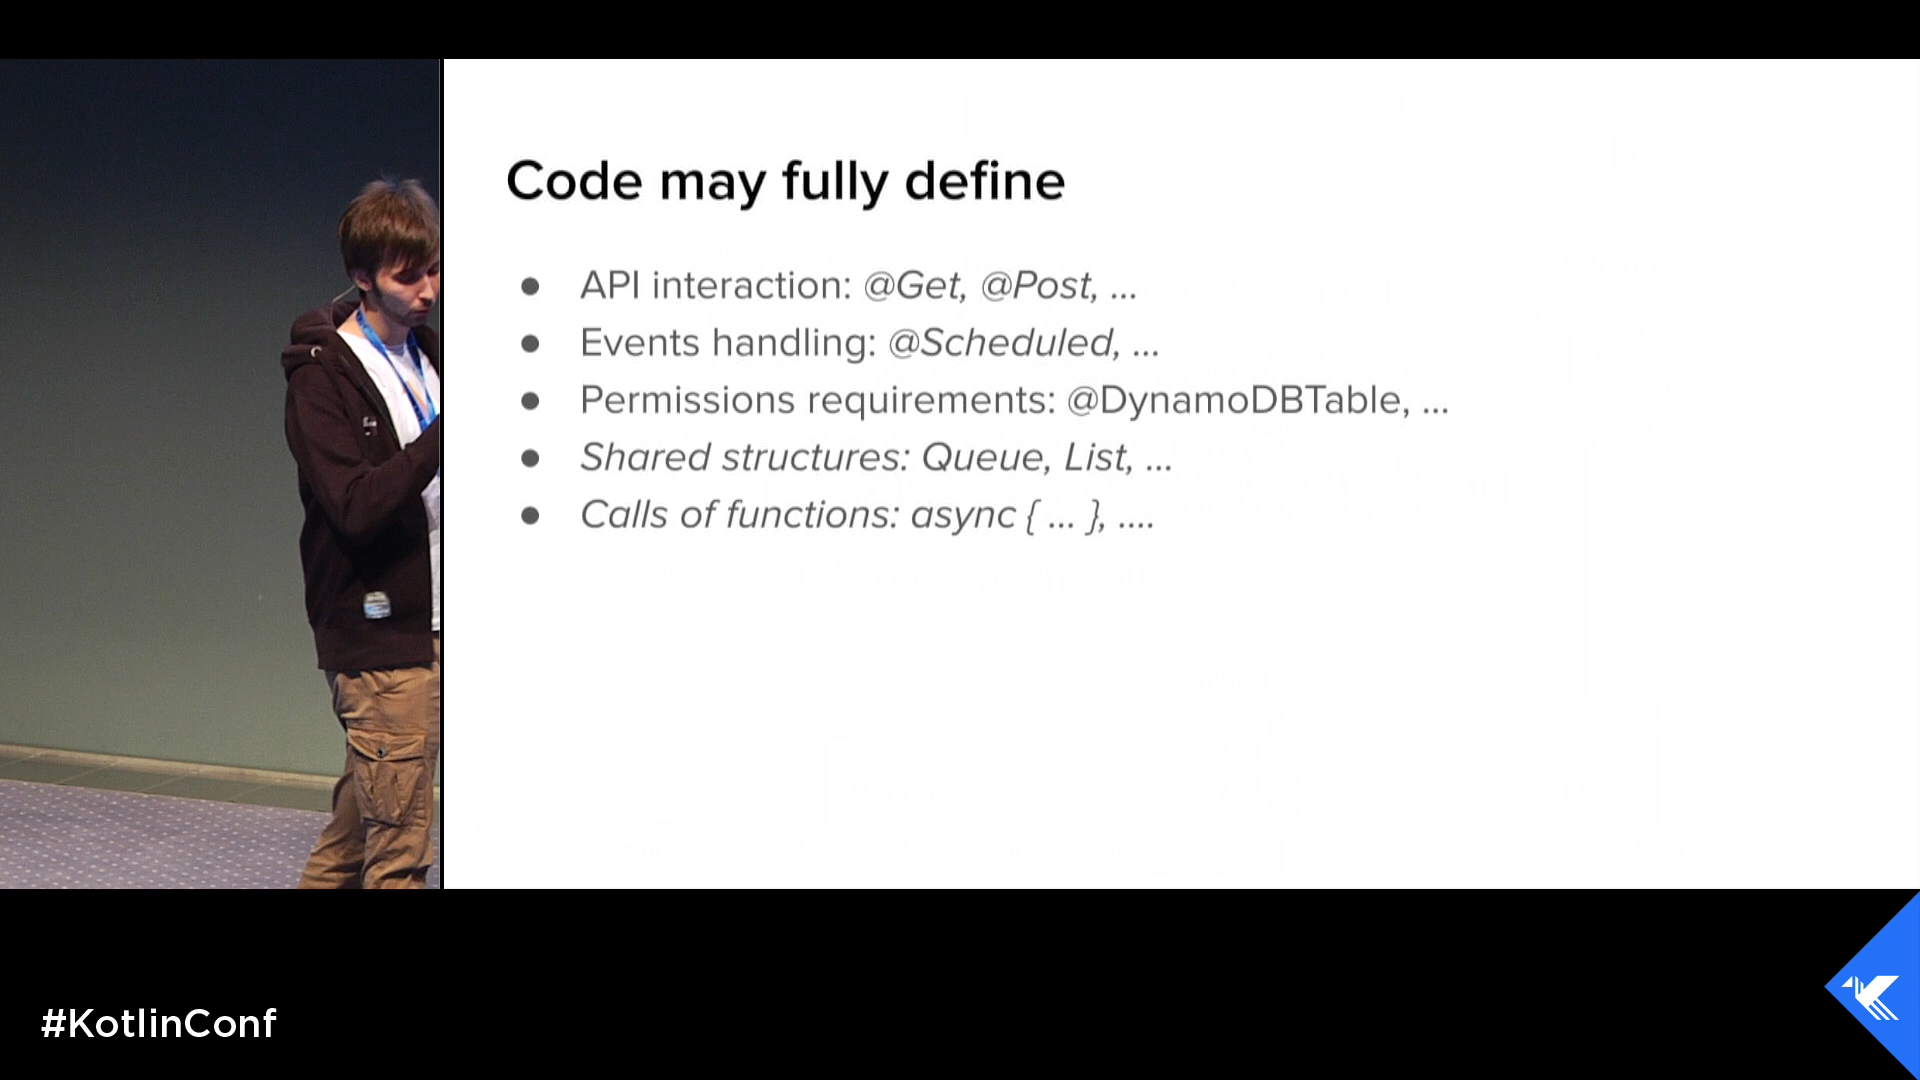 Code may fully define
● API interaction: @Get, @Post, ...
● Events handling: @Scheduled, ...
● Permissions requirements: @DynamoDBTable, ...
● Shared structures: Queue, List, ...
● Calls of functions: async { ... }, ....
#KotlinConf